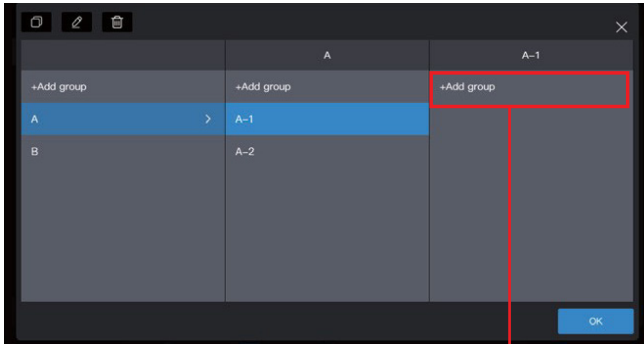 A A–1
+Add group +Add group +Add group
A > A–1
B A–2
OK